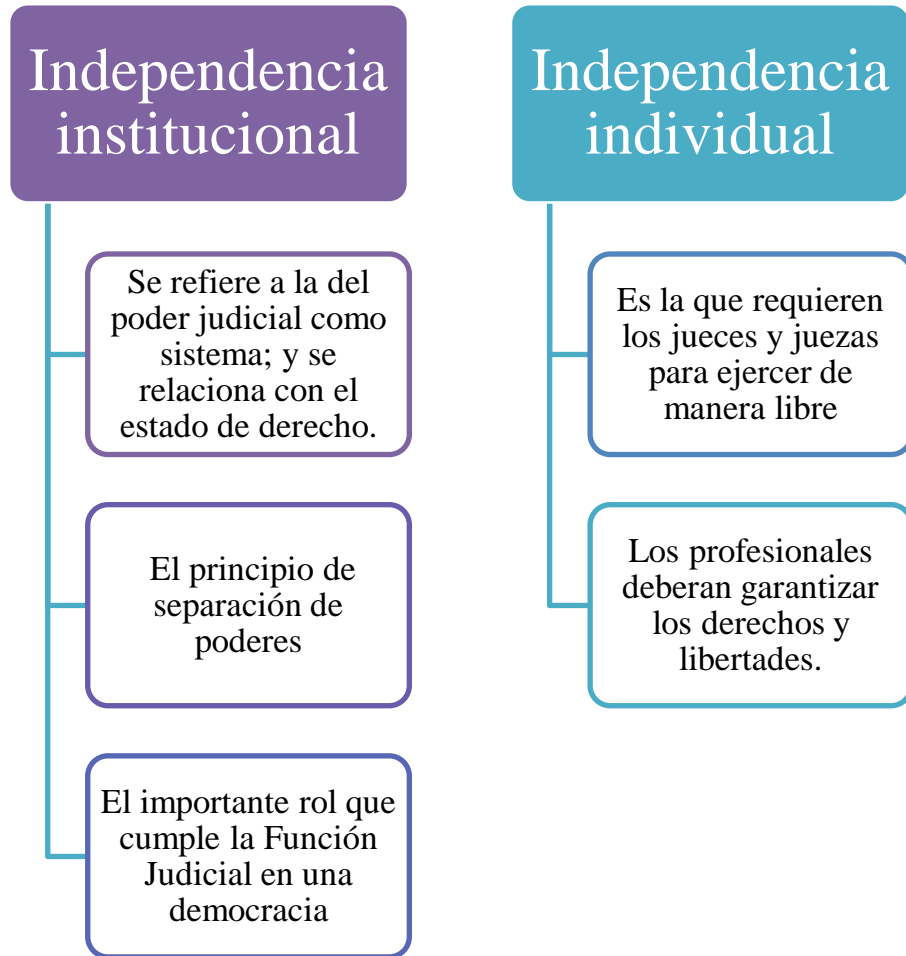 Independencia
institucional
Se refiere a la del
poder judicial como
sistema; y se
relaciona con el
estado de derecho.
El principio de
separación de
poderes
El importante rol que
cumple la Función
Judicial en una
democracia
Independencia
individual
Es la que requieren
los jueces y juezas
para ejercer de
manera libre
Los profesionales
deberan garantizar
los derechos y
libertades.